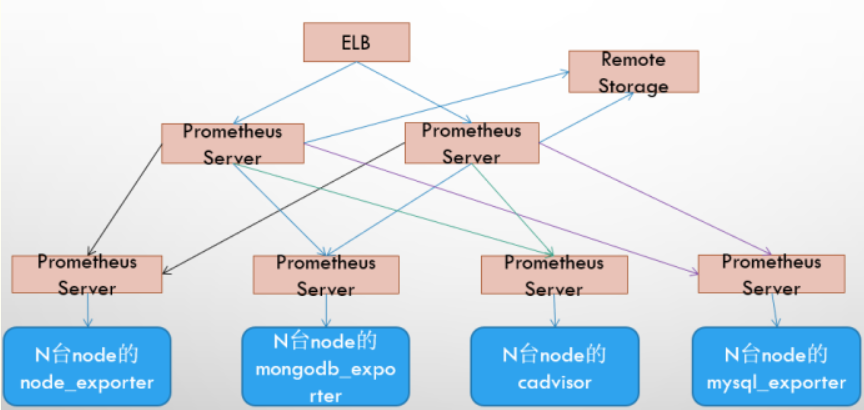 ELB
Remote
Storage
Prometheus
Server
Prometheus
Server
Prometheus
Server
Prometheus
Server
Prometheus
Server
Prometheus
Server
N台node的
node_exporter
N台node的
mongodb_expo
rter
N台node的
cadvisor
N台node的
mysql_exporter